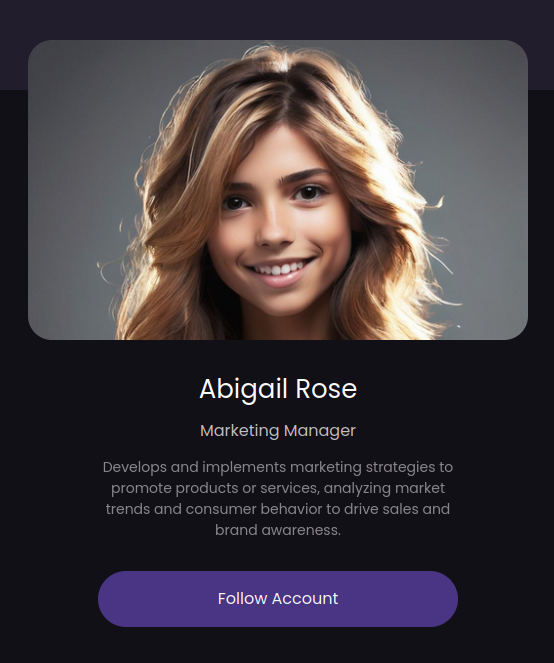 Abigail Rose
Marketing Manager
Develops and implements marketing strategies to
promote products or services, analyzing market
trends and consumer behavior to drive sales and
brand awareness.
Follow Account